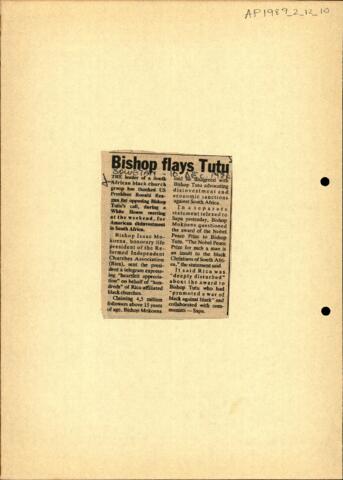 AP1989_2_12_10
Bishop flays Tutu
SOWETAN - 10 DEC 1984
THE leader of a South
African black church
group has thanked US
President Ronald Rea-
gan for opposing Bishop
Tutu's call, during a
White House meeting
at the weekend, for
American disinvestment
in South Africa.
Bishop Isaac Mo-
koena, honorary life
president of the Re-
formed Independent
Churches Association
(Rica), sent the presi-
dent a telegram express-
ing "heartfelt apprecia-
tion" on behalf of "hun-
dreds" of Rica-affiliated
black churches.
Claiming 4,5 million
followers above 15 years
of age, Bishop Mokoena
said he disagreed with
Bishop Tutu advocating
disinvestment and
economic sanctions
against South Africa.
In a
statement telexed to
Sapa yesterday, Bishop
Mokoena questioned
the award of the Nobel
Peace Prize to Bishop
Tutu. "The Nobel Peace
Prize for such a man is
an insult to the black
Christians of South Afri-
ca," the statement said.
It said Rica was
"deeply disturbed"
about the award to
Bishop Tutu who had
"promoted a war of
black against black" and
collaborated with com-
munists — Sapa.